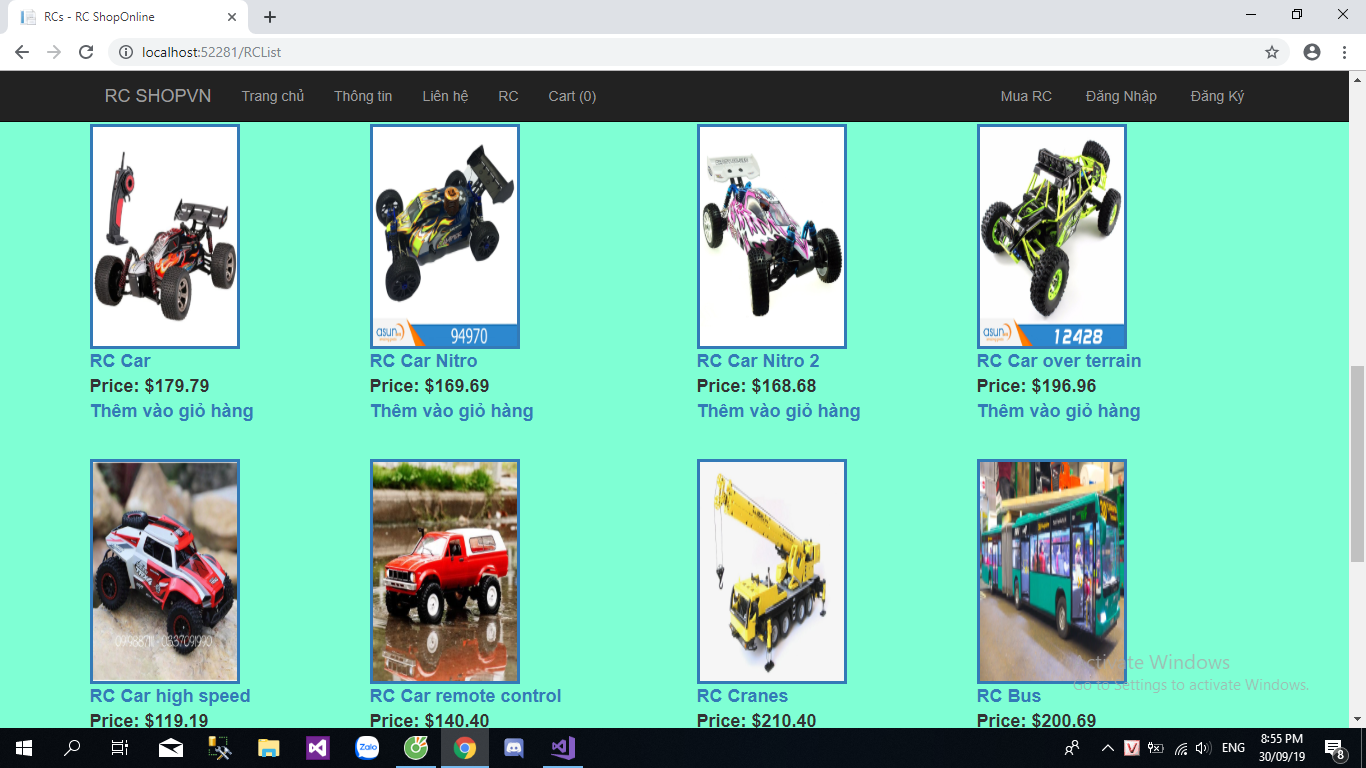 RCs - RC ShopOnline
localhost:52281/RCList
RC SHOPVN Trang chủ Thông tin Liên hệ RC Cart (0) Mua RC Đăng Nhập Đăng Ký
asun 94970
asun 12428
RC Car RC Car Nitro RC Car Nitro 2 RC Car over terrain
Price: $179.79 Price: $169.69 Price: $168.68 Price: $196.96
Thêm vào giỏ hàng Thêm vào giỏ hàng Thêm vào giỏ hàng Thêm vào giỏ hàng
Activate Windows
Go to Settings to activate Windows.
RC Car high speed RC Car remote control RC Cranes RC Bus
Price: $119.19 Price: $140.40 Price: $210.40 Price: $200.69
Zalo
V
ENG
8:55 PM
30/09/19
8